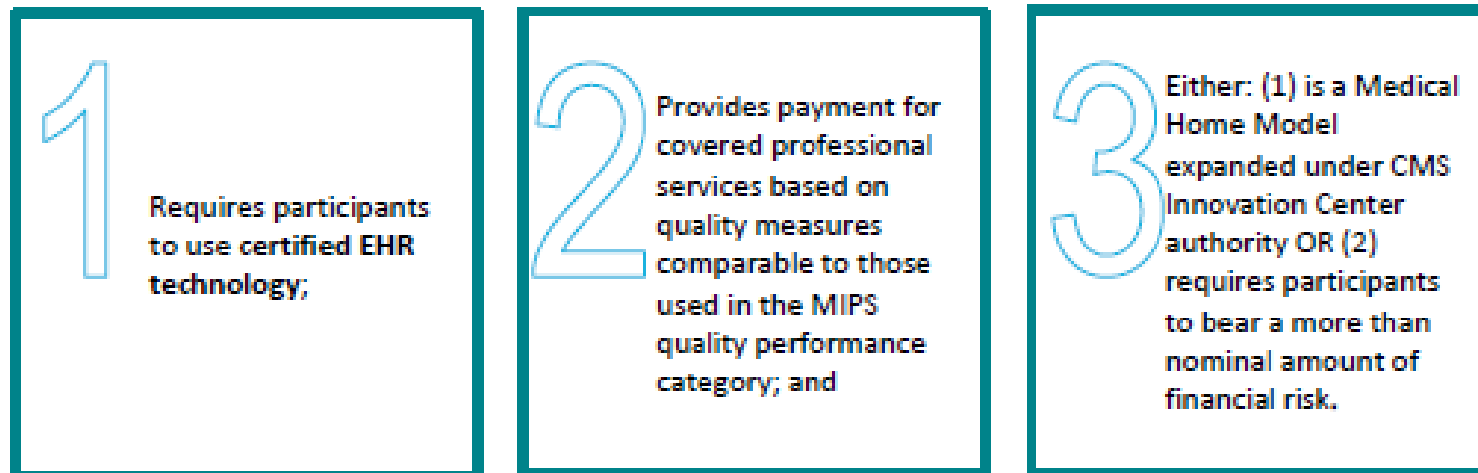 1
Requires participants
to use certified EHR
technology;
2
Provides payment for
covered professional
services based on
quality measures
comparable to those
used in the MIPS
quality performance
category; and
3
Either: (1) is a Medical
Home Model
expanded under CMS
Innovation Center
authority OR (2)
requires participants
to bear a more than
nominal amount of
financial risk.